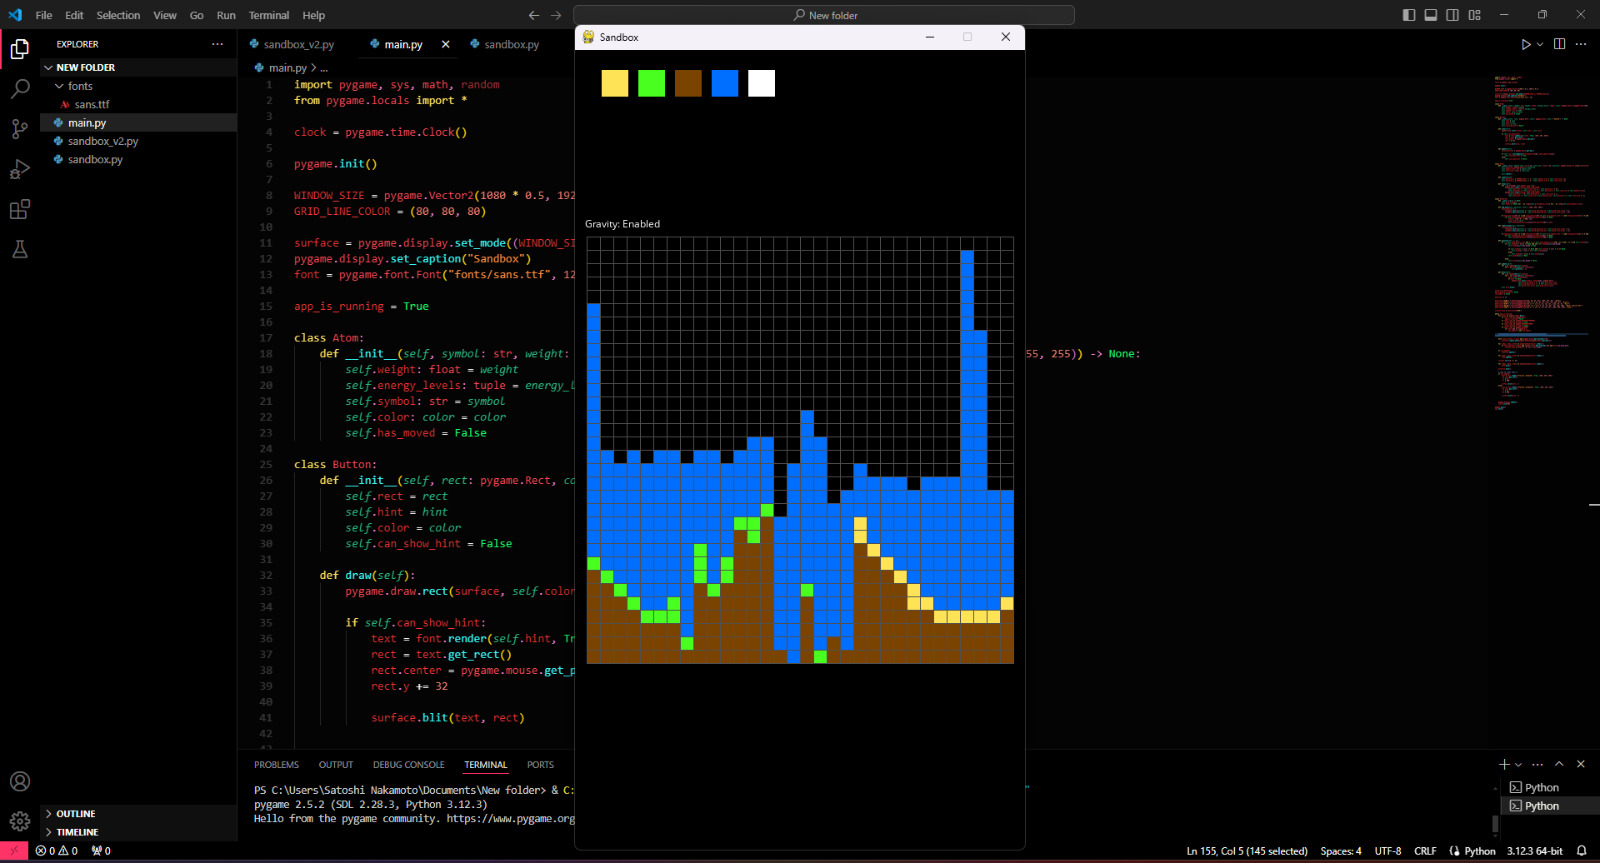 File Edit Selection View Go Run Terminal Help
New folder
EXPLORER
NEW FOLDER
fonts
sans.ttf
main.py
sandbox_v2.py
sandbox.py
OUTLINE
TIMELINE
sandbox_v2.py main.py sandbox.py
main.py > ...
1 import pygame, sys, math, random
2 from pygame.locals import *
3
4 clock = pygame.time.Clock()
5
6 pygame.init()
7
8 WINDOW_SIZE = pygame.Vector2(1080 * 0.5, 192
9 GRID_LINE_COLOR = (80, 80, 80)
10
11 surface = pygame.display.set_mode((WINDOW_SI
12 pygame.display.set_caption("Sandbox")
13 font = pygame.font.Font("fonts/sans.ttf", 12
14
15 app_is_running = True
16
17 class Atom:
18 def __init__(self, symbol: str, weight: 55, 255)) -> None:
19 self.weight: float = weight
20 self.energy_levels: tuple = energy_l
21 self.symbol: str = symbol
22 self.color: color = color
23 self.has_moved = False
24
25 class Button:
26 def __init__(self, rect: pygame.Rect, co
27 self.rect = rect
28 self.hint = hint
29 self.color = color
30 self.can_show_hint = False
31
32 def draw(self):
33 pygame.draw.rect(surface, self.color
34
35 if self.can_show_hint:
36 text = font.render(self.hint, Tr
37 rect = text.get_rect()
38 rect.center = pygame.mouse.get_p
39 rect.y += 32
40
41 surface.blit(text, rect)
42
Sandbox
Gravity: Enabled
PROBLEMS OUTPUT DEBUG CONSOLE TERMINAL PORTS
PS C:\Users\Satoshi Nakamoto\Documents\New folder> & C:
pygame 2.5.2 (SDL 2.28.3, Python 3.12.3)
Hello from the pygame community. https://www.pygame.org
Python
Python
0 0 0
Ln 155, Col 5 (145 selected) Spaces: 4 UTF-8 CRLF Python 3.12.3 64-bit